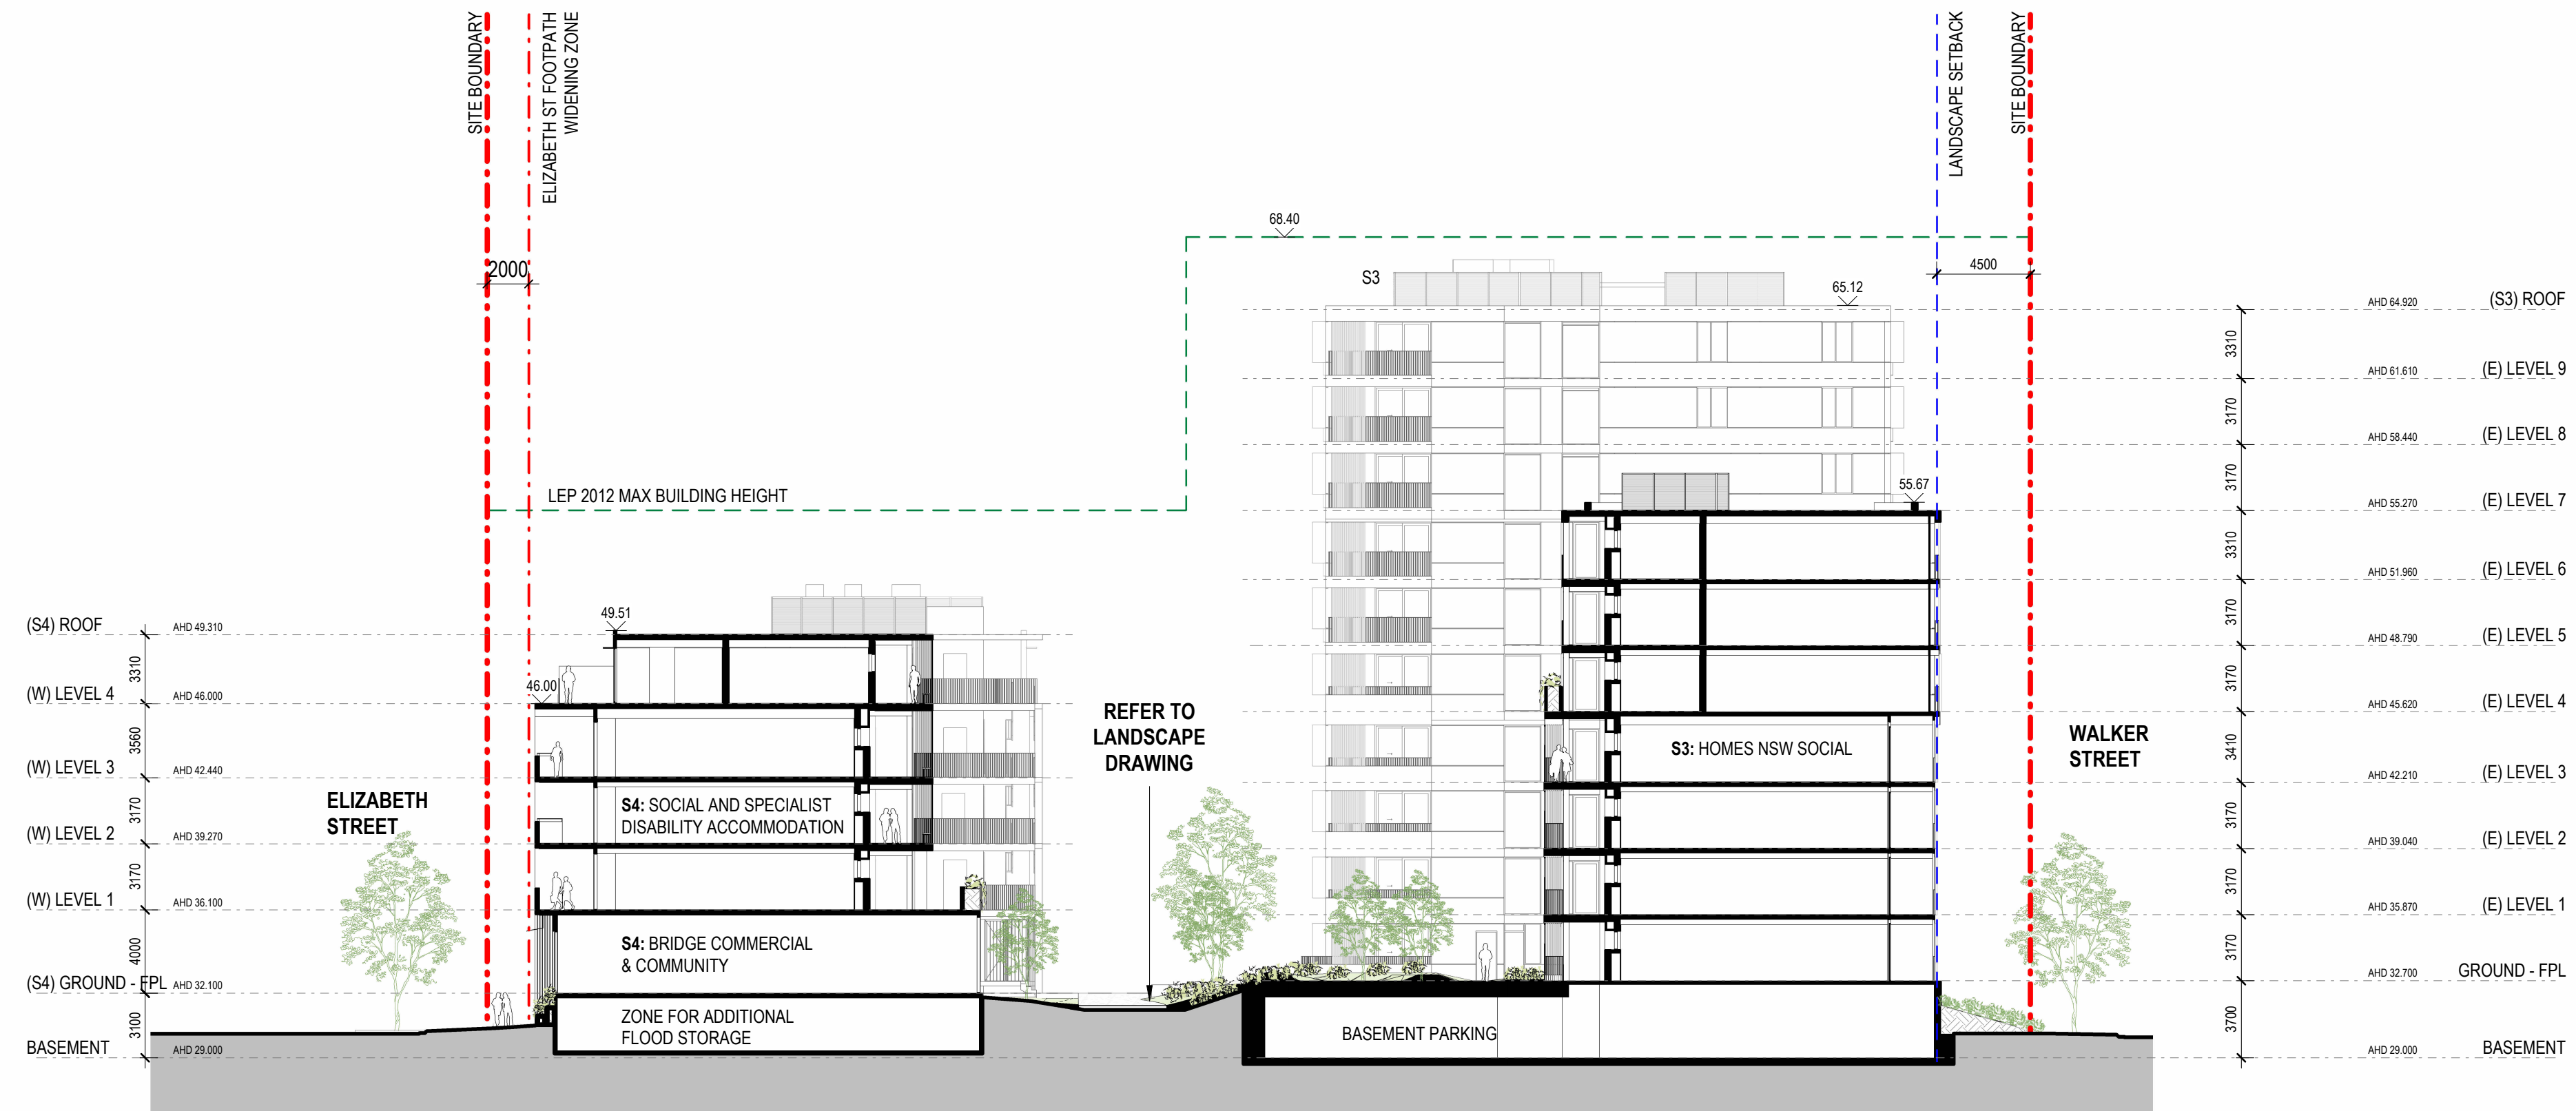 SITE BOUNDARY
ELIZABETH ST FOOTPATH
WIDENING ZONE
LANDSCAPE SETBACK
SITE BOUNDARY
68.40
2000
S3
4500
65.12
AHD 64.920
(S3) ROOF
3310
AHD 61.610
(E) LEVEL 9
3170
AHD 58.440
(E) LEVEL 8
3170
LEP 2012 MAX BUILDING HEIGHT
55.67
AHD 55.270
(E) LEVEL 7
3310
AHD 51.960
(E) LEVEL 6
3170
AHD 48.790
(E) LEVEL 5
3170
AHD 45.620
(E) LEVEL 4
3410
AHD 42.210
(E) LEVEL 3
3170
AHD 39.040
(E) LEVEL 2
3170
AHD 35.870
(E) LEVEL 1
3170
AHD 32.700
GROUND - FPL
3700
AHD 29.000
BASEMENT
49.51
(S4) ROOF
AHD 49.310
3310
46.00
(W) LEVEL 4
AHD 46.000
3560
(W) LEVEL 3
AHD 42.440
3170
(W) LEVEL 2
AHD 39.270
3170
(W) LEVEL 1
AHD 36.100
4000
(S4) GROUND - FPL
AHD 32.100
3100
BASEMENT
AHD 29.000
ELIZABETH
STREET
S4: SOCIAL AND SPECIALIST
DISABILITY ACCOMMODATION
S4: BRIDGE COMMERCIAL
& COMMUNITY
ZONE FOR ADDITIONAL
FLOOD STORAGE
REFER TO
LANDSCAPE
DRAWING
S3: HOMES NSW SOCIAL
BASEMENT PARKING
WALKER
STREET